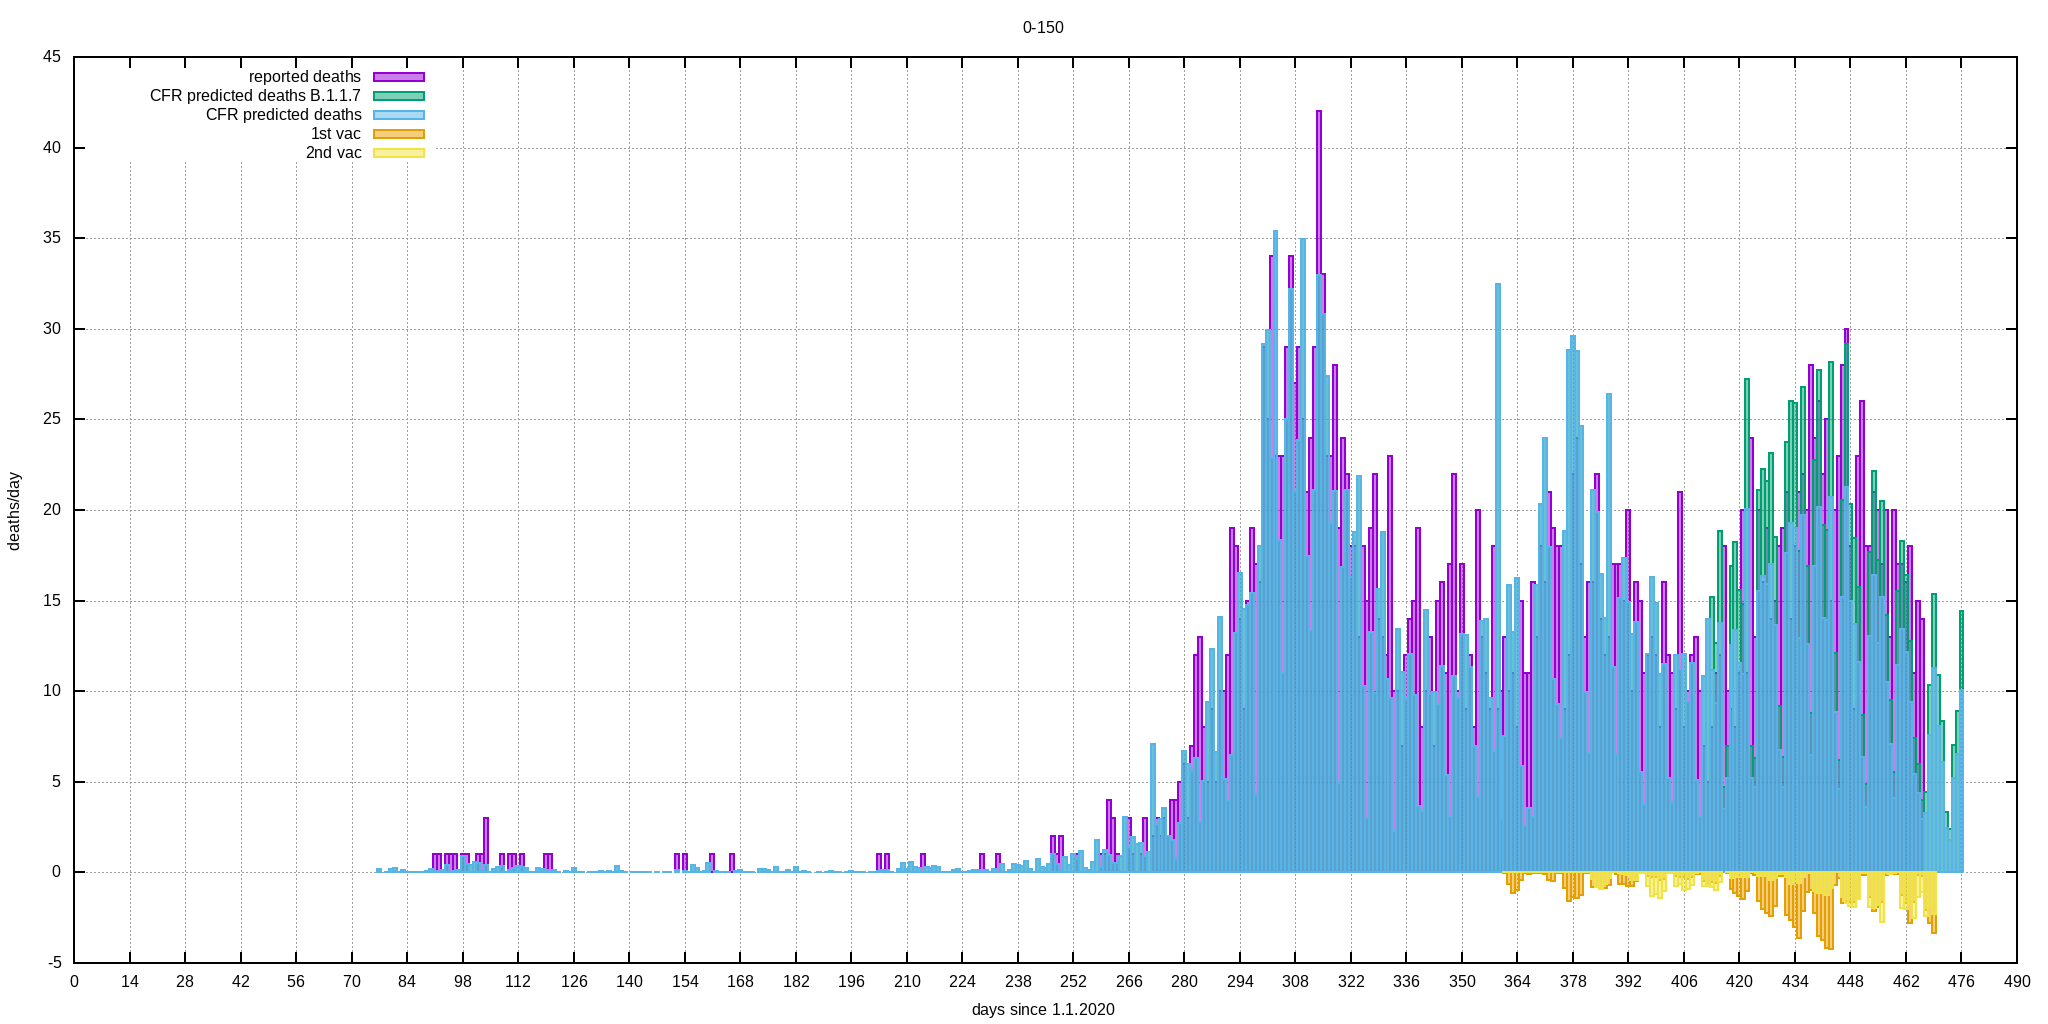 0-150
reported deaths
CFR predicted deaths B.1.1.7
CFR predicted deaths
1st vac
2nd vac
45
40
35
30
25
20
15
10
5
0
-5
deaths/day
0 14 28 42 56 70 84 98 112 126 140 154 168 182 196 210 224 238 252 266 280 294 308 322 336 350 364 378 392 406 420 434 448 462 476 490
days since 1.1.2020